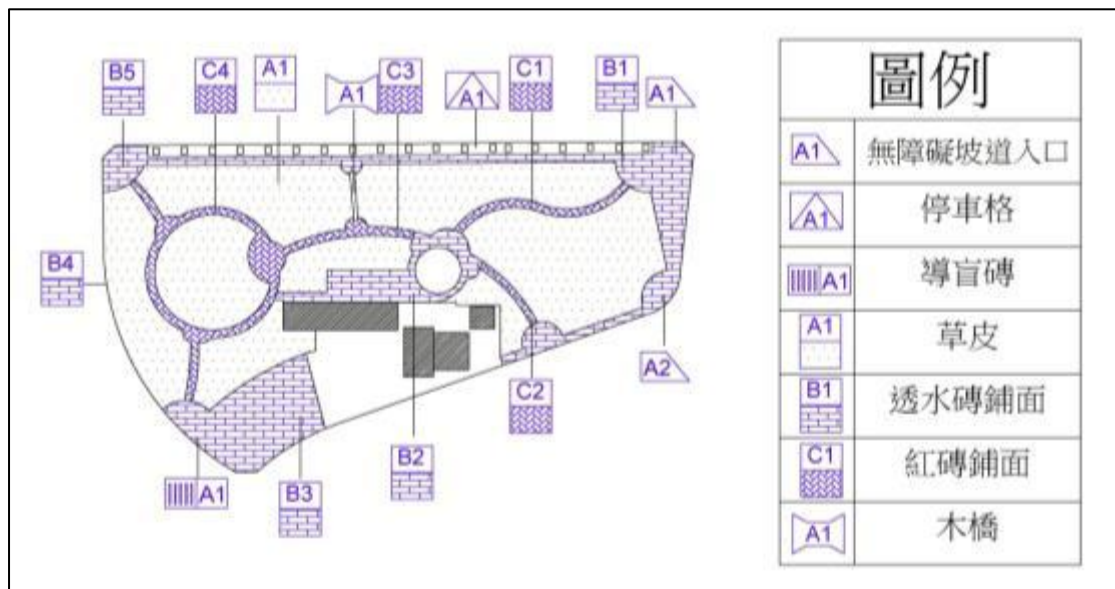 B5
C4
A1
A1
C3
A1
C1
B1
A1
B4
A2
C2
B2
A1
B3
圖例
A1 無障礙坡道入口
A1 停車格
A1 導盲磚
A1 草皮
B1 透水磚鋪面
C1 紅磚鋪面
A1 木橋